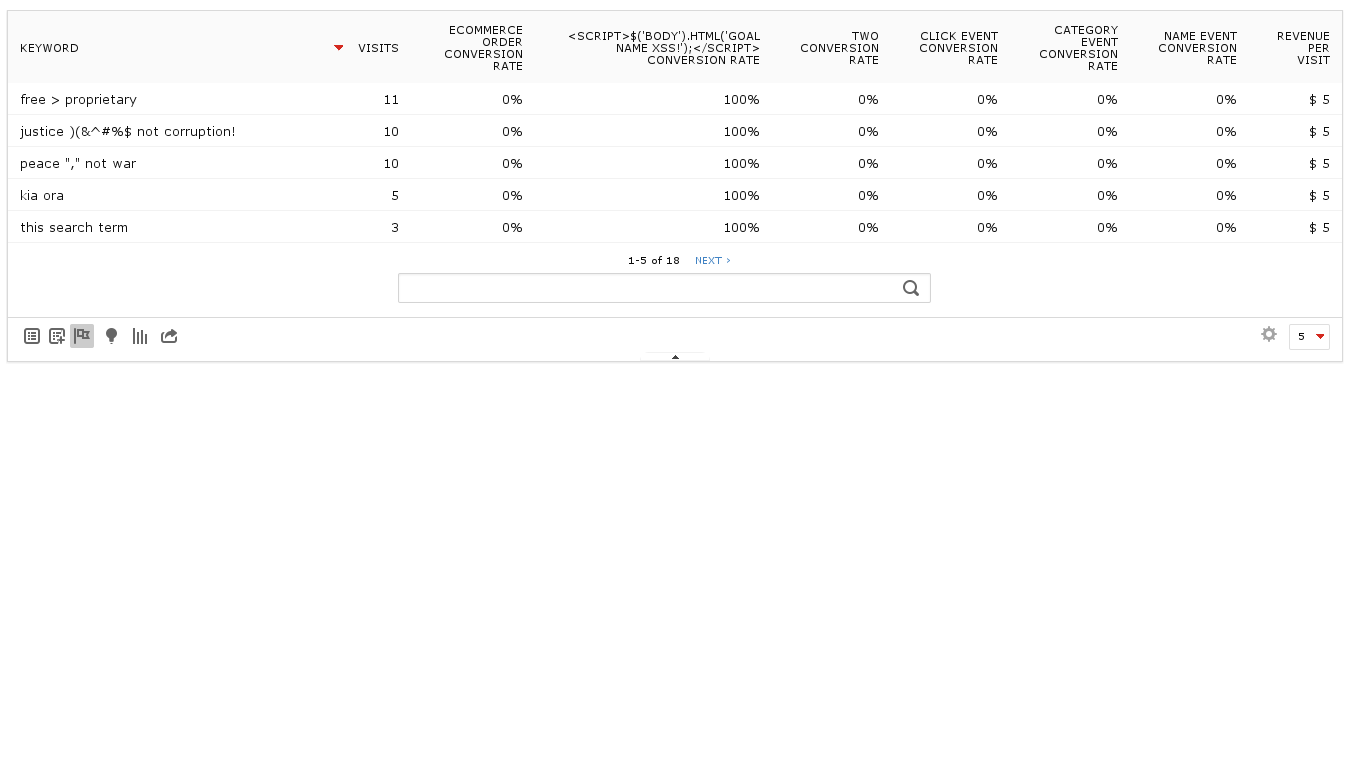 KEYWORD
VISITS
ECOMMERCE
ORDER
CONVERSION
RATE
<SCRIPT>$('BODY').HTML('GOAL
NAME XSS!');</SCRIPT>
CONVERSION RATE
TWO
CONVERSION
RATE
CLICK EVENT
CONVERSION
RATE
CATEGORY
EVENT
CONVERSION
RATE
NAME EVENT
CONVERSION
RATE
REVENUE
PER
VISIT
free > proprietary 11 0% 100% 0% 0% 0% 0% $ 5
justice )(&^#%$ not corruption! 10 0% 100% 0% 0% 0% 0% $ 5
peace "," not war 10 0% 100% 0% 0% 0% 0% $ 5
kia ora 5 0% 100% 0% 0% 0% 0% $ 5
this search term 3 0% 100% 0% 0% 0% 0% $ 5
1-5 of 18 NEXT ›
5